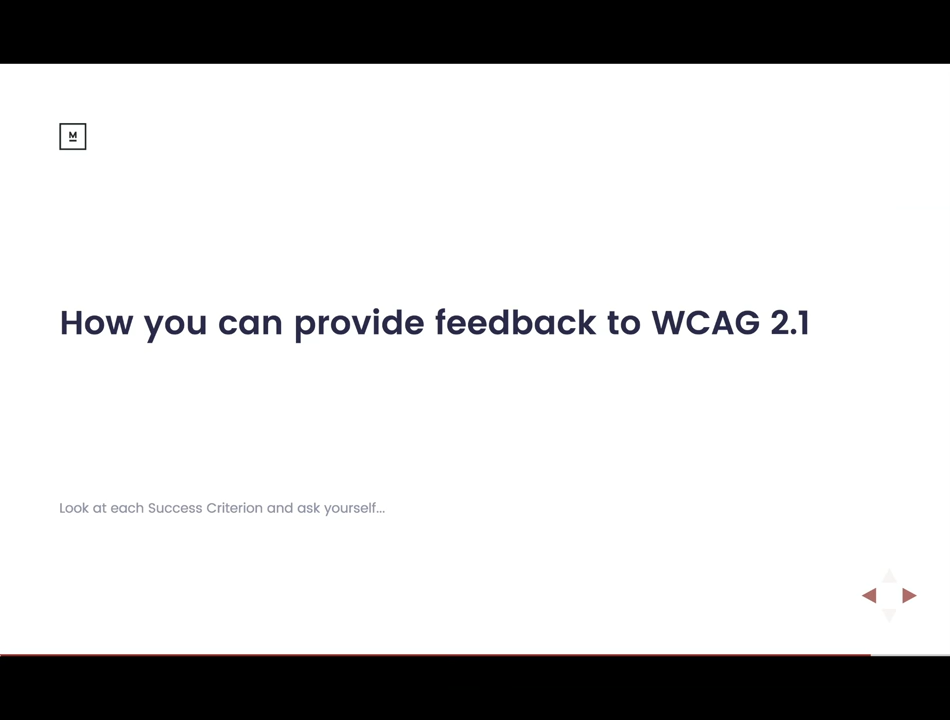 M
How you can provide feedback to WCAG 2.1
Look at each Success Criterion and ask yourself...